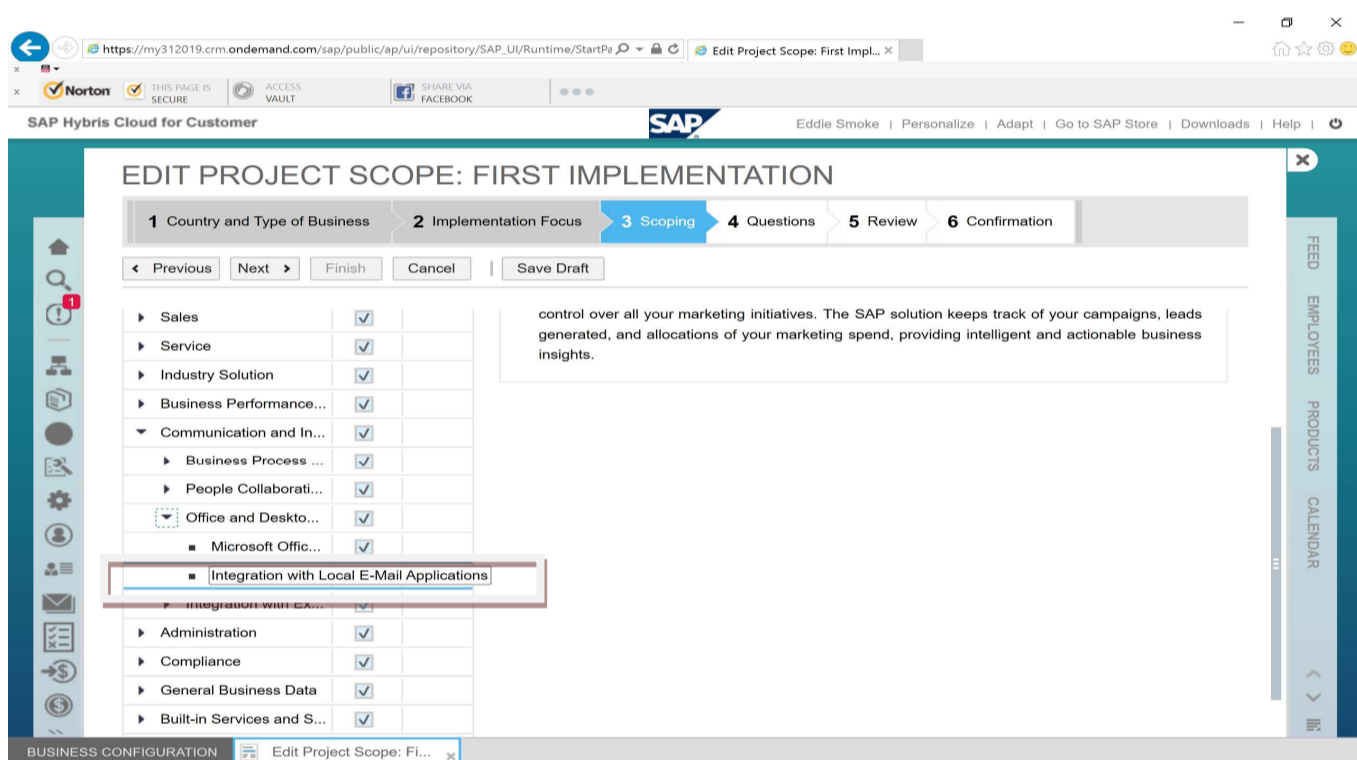 https://my312019.crm.ondemand.com/sap/public/ap/ui/repository/SAP_UI/Runtime/StartPa
Edit Project Scope: First Impl...
Norton
THIS PAGE IS SECURE
ACCESS VAULT
SHARE VIA FACEBOOK
SAP Hybris Cloud for Customer
SAP
Eddie Smoke | Personalize | Adapt | Go to SAP Store | Downloads | Help |
EDIT PROJECT SCOPE: FIRST IMPLEMENTATION
1 Country and Type of Business 2 Implementation Focus 3 Scoping 4 Questions 5 Review 6 Confirmation
Previous Next Finish Cancel | Save Draft
1
Sales
Service
Industry Solution
Business Performance...
Communication and In...
Business Process ...
People Collaborati...
Office and Deskto...
Microsoft Offic...
Integration with Local E-Mail Applications
Integration with Ex...
Administration
Compliance
General Business Data
Built-in Services and S...
control over all your marketing initiatives. The SAP solution keeps track of your campaigns, leads
generated, and allocations of your marketing spend, providing intelligent and actionable business
insights.
FEED
EMPLOYEES
PRODUCTS
CALENDAR
BUSINESS CONFIGURATION
Edit Project Scope: Fi...